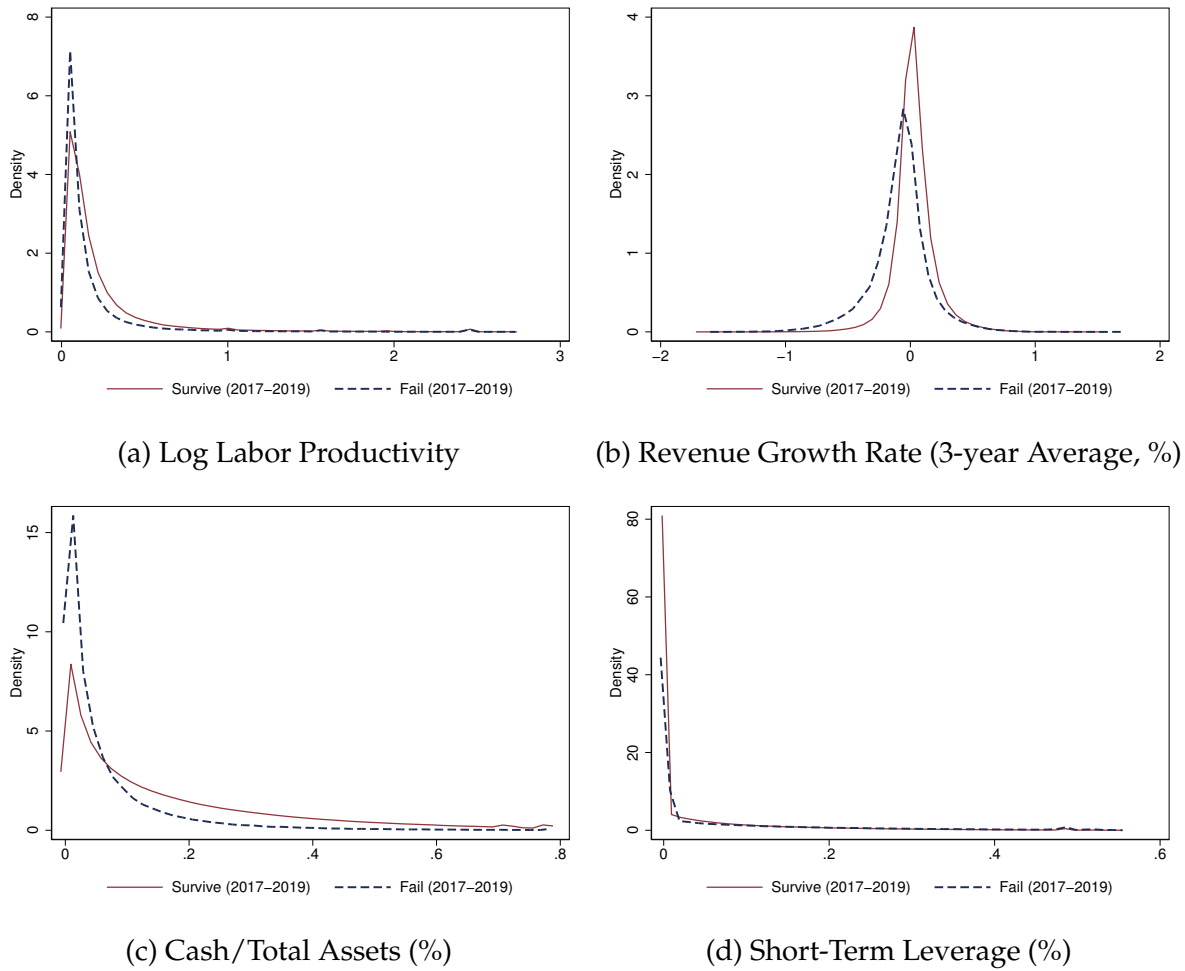 8
6
4
2
0
Density
0
1
2
3
Survive (2017−2019)
Fail (2017−2019)
(a) Log Labor Productivity
4
3
2
1
0
Density
−2
−1
0
1
2
Survive (2017−2019)
Fail (2017−2019)
(b) Revenue Growth Rate (3-year Average, %)
15
10
5
0
Density
0
.2
.4
.6
.8
Survive (2017−2019)
Fail (2017−2019)
(c) Cash/Total Assets (%)
80
60
40
20
0
Density
0
.2
.4
.6
Survive (2017−2019)
Fail (2017−2019)
(d) Short-Term Leverage (%)